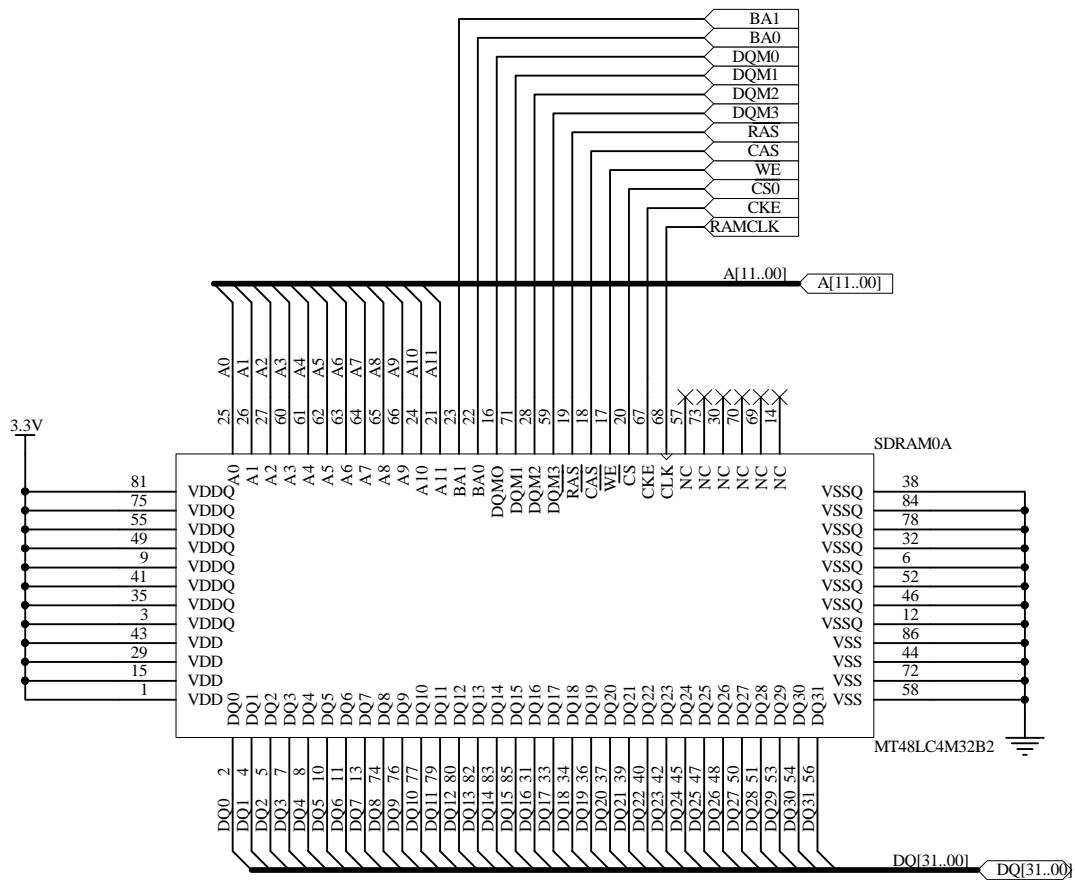 BA1
BA0
DQM0
DQM1
DQM2
DQM3
RAS
CAS
WE
CS0
CKE
RAMCLK
A[11..00]
A[11..00]
A0 A1 A2 A3 A4 A5 A6 A7 A8 A9 A10 A11
25 26 27 60 61 62 63 64 65 66 24 21 23 22 16 71 28 59 19 18 17 20 67 68 57 73 30 70 69 14
3.3V
SDRAM0A
A0 A1 A2 A3 A4 A5 A6 A7 A8 A9 A10 A11 BA1 BA0 DQMO DQM1 DQM2 DQM3 RAS CAS WE CS CKE CLK NC NC NC NC NC NC
81 VDDQ VSSQ 38
75 VDDQ VSSQ 84
55 VDDQ VSSQ 78
49 VDDQ VSSQ 32
9 VDDQ VSSQ 6
41 VDDQ VSSQ 52
35 VDDQ VSSQ 46
3 VDDQ VSSQ 12
43 VDD VSS 86
29 VDD VSS 44
15 VDD VSS 72
1 VDD VSS 58
DQ0 DQ1 DQ2 DQ3 DQ4 DQ5 DQ6 DQ7 DQ8 DQ9 DQ10 DQ11 DQ12 DQ13 DQ14 DQ15 DQ16 DQ17 DQ18 DQ19 DQ20 DQ21 DQ22 DQ23 DQ24 DQ25 DQ26 DQ27 DQ28 DQ29 DQ30 DQ31
MT48LC4M32B2
2 4 5 7 8 10 11 13 74 76 77 79 80 82 83 85 31 33 34 36 37 39 40 42 45 47 48 50 51 53 54 56
DQ0 DQ1 DQ2 DQ3 DQ4 DQ5 DQ6 DQ7 DQ8 DQ9 DQ10 DQ11 DQ12 DQ13 DQ14 DQ15 DQ16 DQ17 DQ18 DQ19 DQ20 DQ21 DQ22 DQ23 DQ24 DQ25 DQ26 DQ27 DQ28 DQ29 DQ30 DQ31
DQ[31..00]
DQ[31..00]